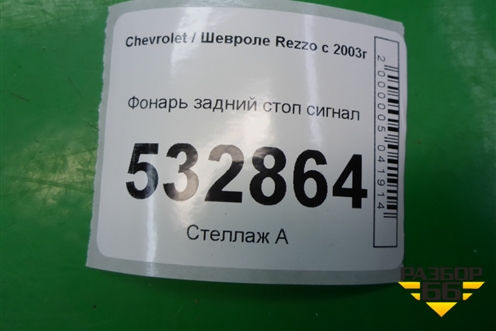 Chevrolet / Шевроле Rezzo с 2003г
Фонарь задний стоп сигнал
532864
Стеллаж А
2000005041914
РАЗБОР
66